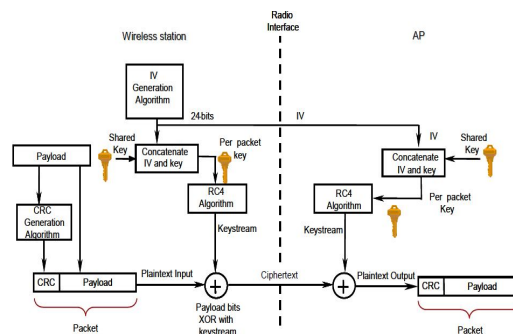 Radio
Interface
Wireless station
AP
IV
Generation
Algorithm
24bits
IV
IV
Shared
Key
Per packet
key
Shared
Key
Payload
Concatenate
IV and key
Concatenate
IV and key
RC4
Algorithm
RC4
Algorithm
Per packet
Key
CRC
Generation
Algorithm
Keystream
Keystream
CRC
Payload
Plaintext Input
Ciphertext
Plaintext Output
CRC
Payload
Payload bits
XOR with
keystream
Packet
Packet